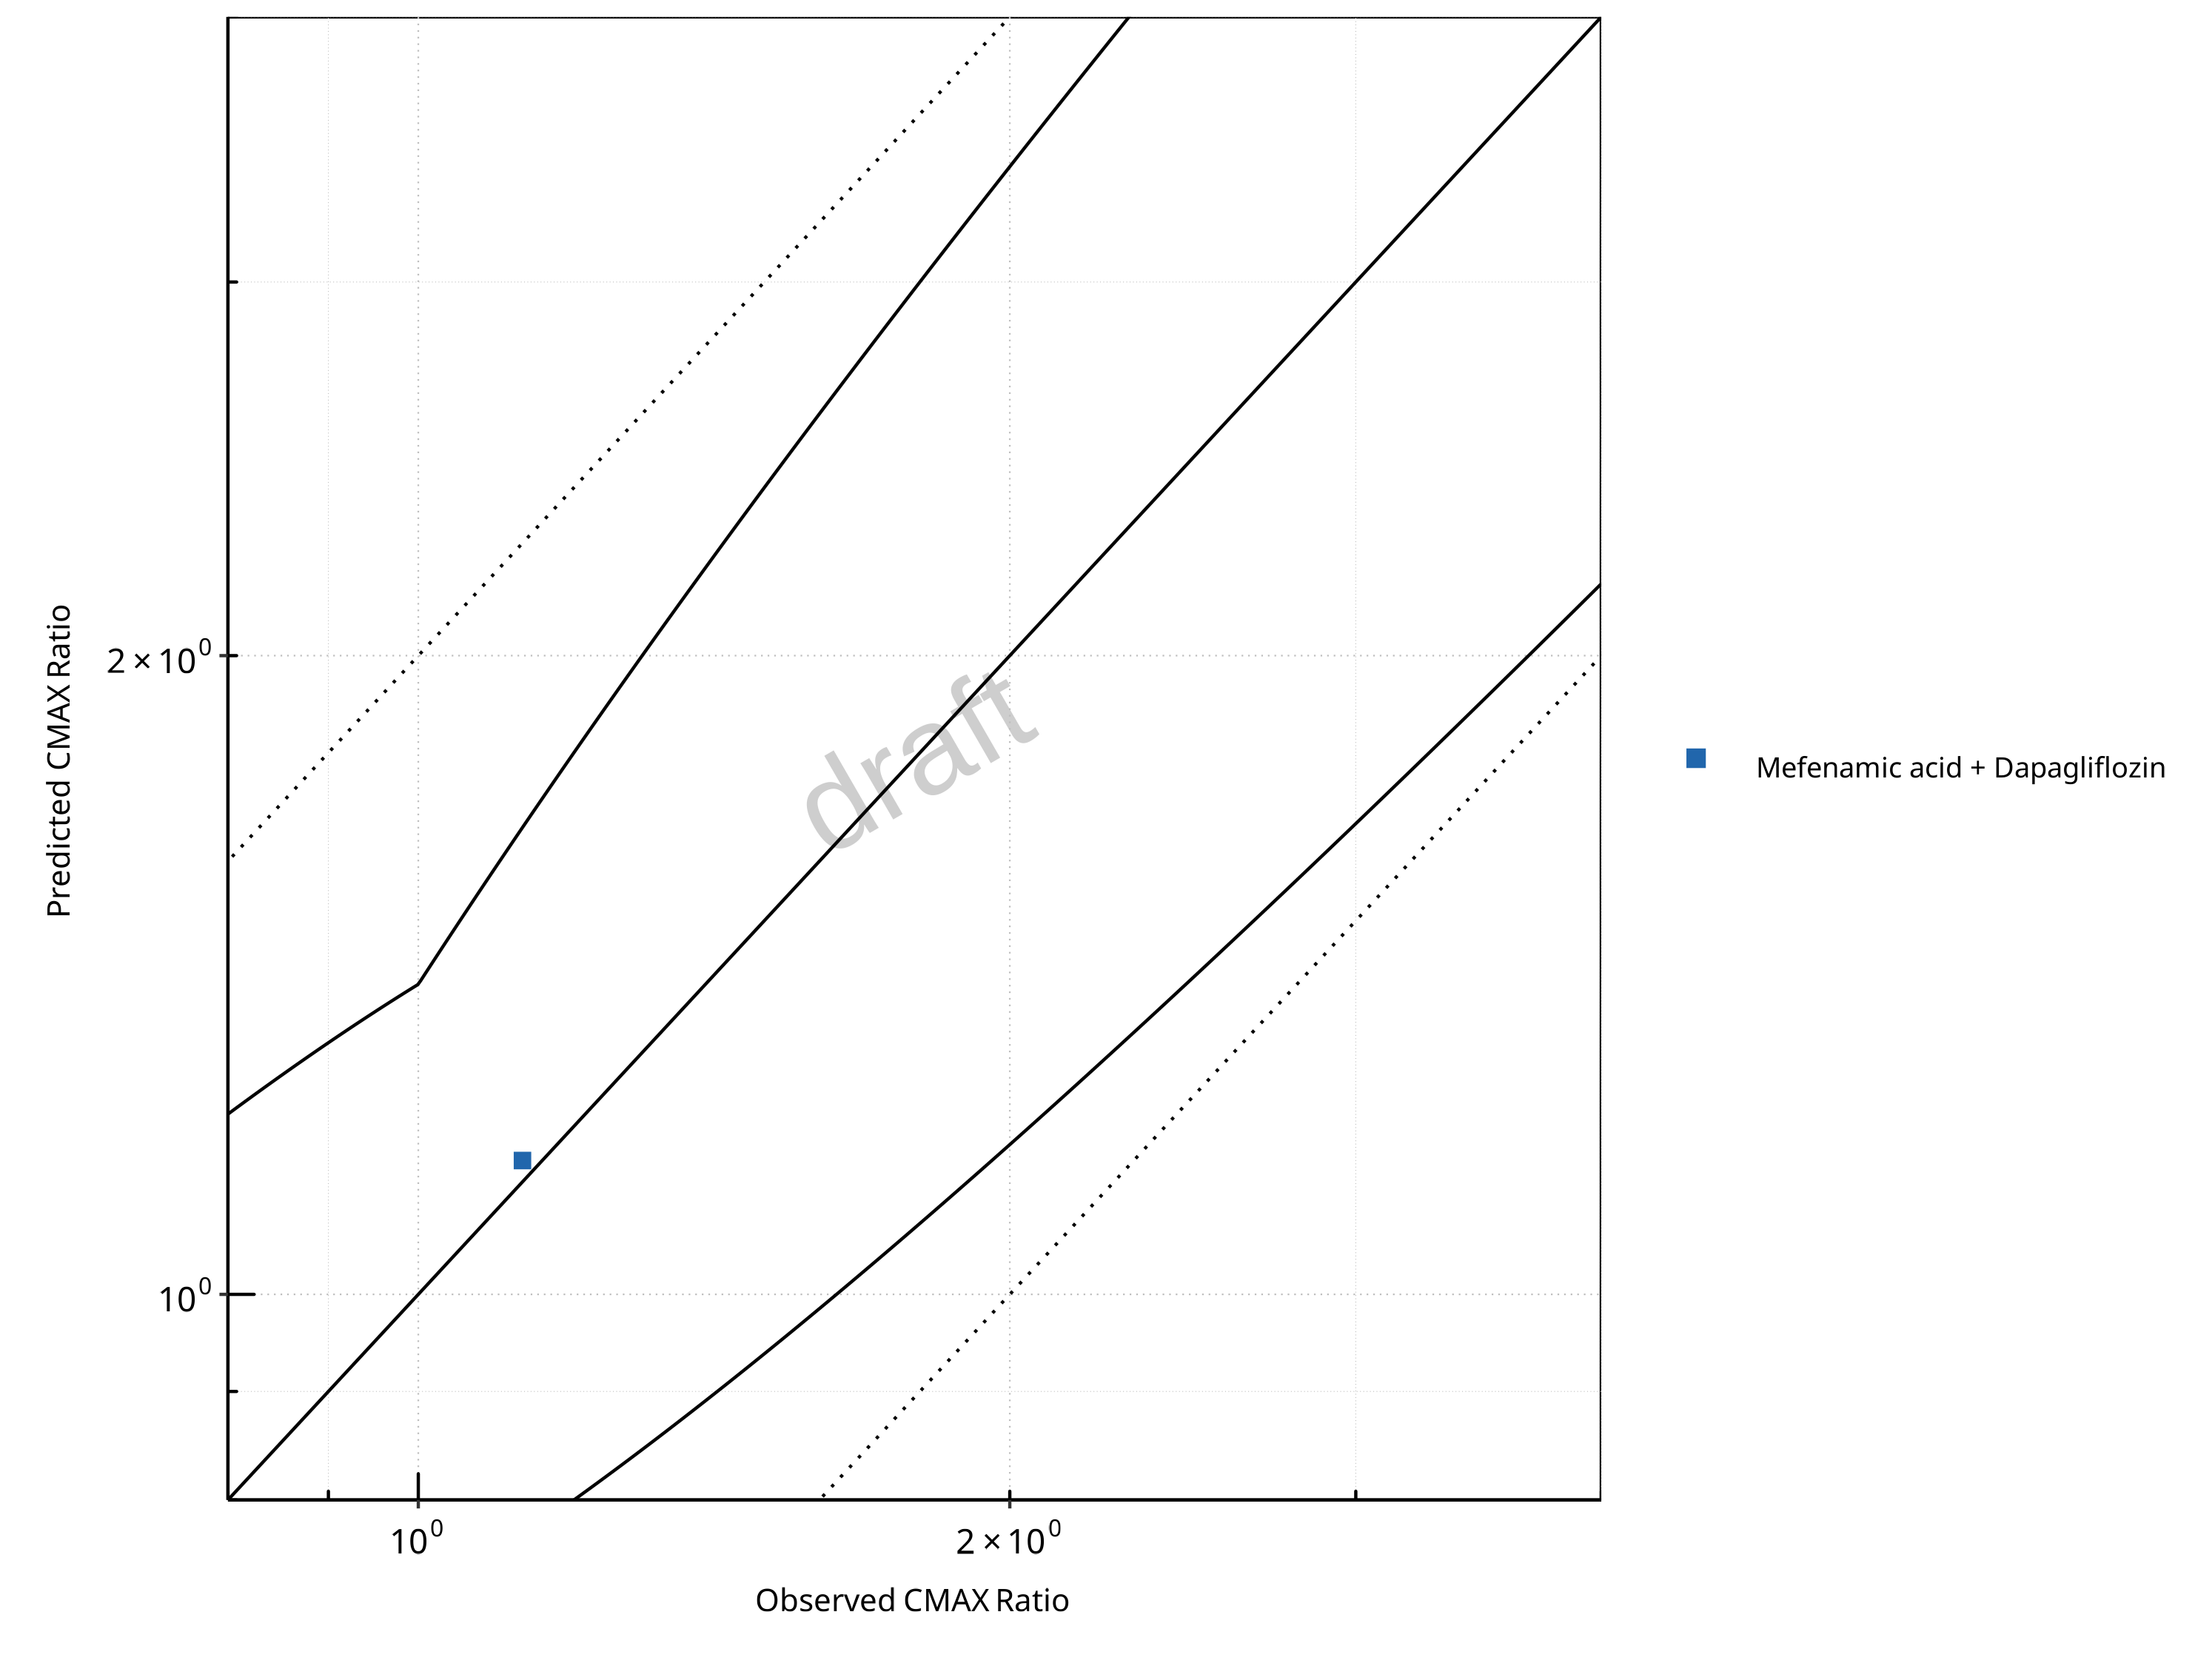 Predicted CMAX Ratio
2×10⁰
10⁰
draft
Mefenamic acid + Dapagliflozin
10⁰
2×10⁰
Observed CMAX Ratio